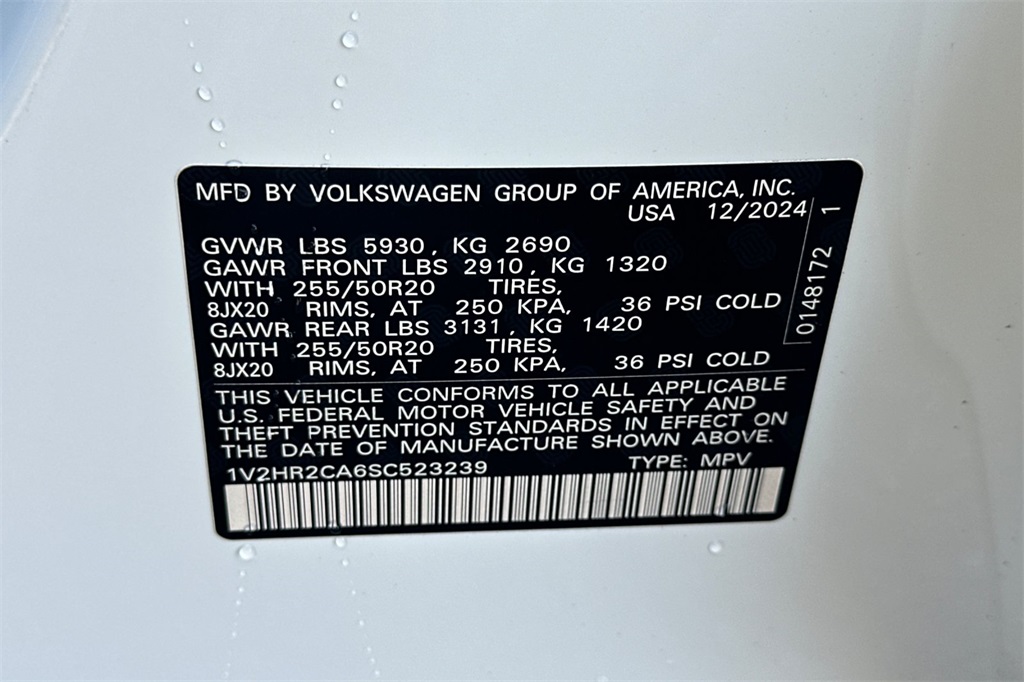 MFD BY VOLKSWAGEN GROUP OF AMERICA, INC.
USA 12/2024
GVWR LBS 5930, KG 2690
GAWR FRONT LBS 2910, KG 1320
WITH 255/50R20 TIRES,
8JX20 RIMS, AT 250 KPA, 36 PSI COLD
GAWR REAR LBS 3131, KG 1420
WITH 255/50R20 TIRES,
8JX20 RIMS, AT 250 KPA, 36 PSI COLD
0148172 1
THIS VEHICLE CONFORMS TO ALL APPLICABLE
U.S. FEDERAL MOTOR VEHICLE SAFETY AND
THEFT PREVENTION STANDARDS IN EFFECT ON
THE DATE OF MANUFACTURE SHOWN ABOVE.
1V2HR2CA6SC523239 TYPE: MPV